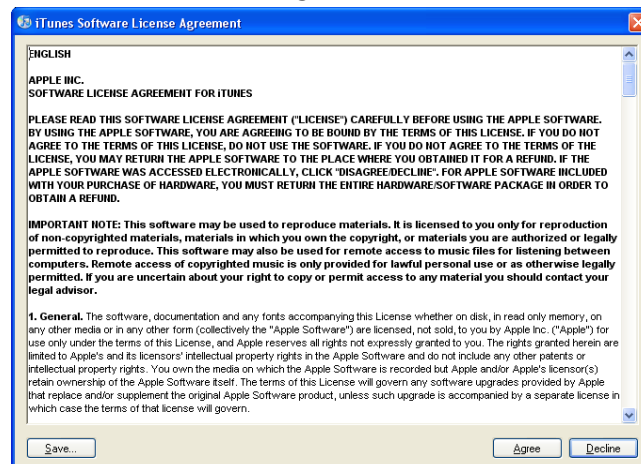 iTunes Software License Agreement
ENGLISH
APPLE INC.
SOFTWARE LICENSE AGREEMENT FOR iTUNES
PLEASE READ THIS SOFTWARE LICENSE AGREEMENT ("LICENSE") CAREFULLY BEFORE USING THE APPLE SOFTWARE.
BY USING THE APPLE SOFTWARE, YOU ARE AGREEING TO BE BOUND BY THE TERMS OF THIS LICENSE. IF YOU DO NOT
AGREE TO THE TERMS OF THIS LICENSE, DO NOT USE THE SOFTWARE. IF YOU DO NOT AGREE TO THE TERMS OF THE
LICENSE, YOU MAY RETURN THE APPLE SOFTWARE TO THE PLACE WHERE YOU OBTAINED IT FOR A REFUND. IF THE
APPLE SOFTWARE WAS ACCESSED ELECTRONICALLY, CLICK "DISAGREE/DECLINE". FOR APPLE SOFTWARE INCLUDED
WITH YOUR PURCHASE OF HARDWARE, YOU MUST RETURN THE ENTIRE HARDWARE/SOFTWARE PACKAGE IN ORDER TO
OBTAIN A REFUND.
IMPORTANT NOTE: This software may be used to reproduce materials. It is licensed to you only for reproduction
of non-copyrighted materials, materials in which you own the copyright, or materials you are authorized or legally
permitted to reproduce. This software may also be used for remote access to music files for listening between
computers. Remote access of copyrighted music is only provided for lawful personal use or as otherwise legally
permitted. If you are uncertain about your right to copy or permit access to any material you should contact your
legal advisor.
1. General. The software, documentation and any fonts accompanying this License whether on disk, in read only memory, on
any other media or in any other form (collectively the "Apple Software") are licensed, not sold, to you by Apple Inc. ("Apple") for
use only under the terms of this License, and Apple reserves all rights not expressly granted to you. The rights granted herein are
limited to Apple's and its licensors' intellectual property rights in the Apple Software and do not include any other patents or
intellectual property rights. You own the media on which the Apple Software is recorded but Apple and/or Apple's licensor(s)
retain ownership of the Apple Software itself. The terms of this License will govern any software upgrades provided by Apple
that replace and/or supplement the original Apple Software product, unless such upgrade is accompanied by a separate license in
which case the terms of that license will govern.
Save... Agree Decline